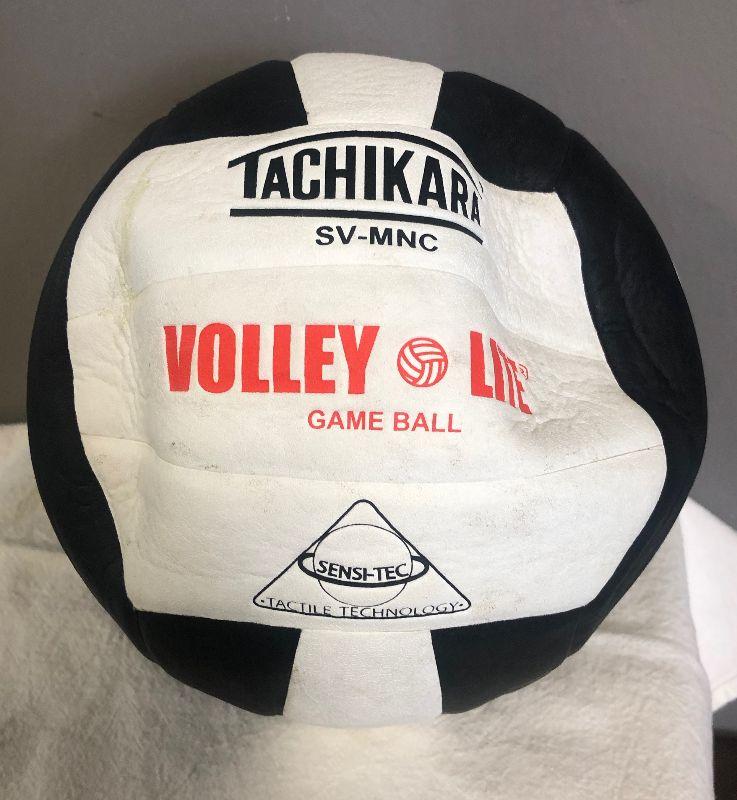 TACHIKARA
SV-MNC
VOLLEY LITE®
GAME BALL
SENSI-TEC
• TACTILE TECHNOLOGY •